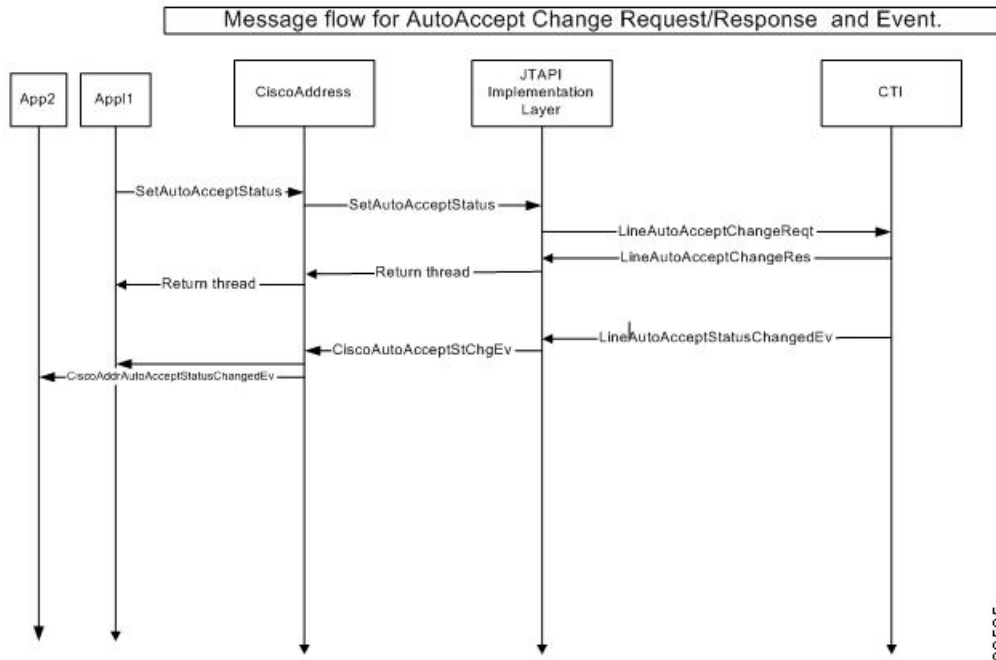 Message flow for AutoAccept Change Request/Response and Event.
App2
Appl1
CiscoAddress
JTAPI
Implementation
Layer
CTI
SetAutoAcceptStatus
SetAutoAcceptStatus
LineAutoAcceptChangeReqt
LineAutoAcceptChangeRes
Return thread
Return thread
LineAutoAcceptStatusChangedEv
CiscoAutoAcceptStChgEv
CiscoAddrAutoAcceptStatusChangedEv